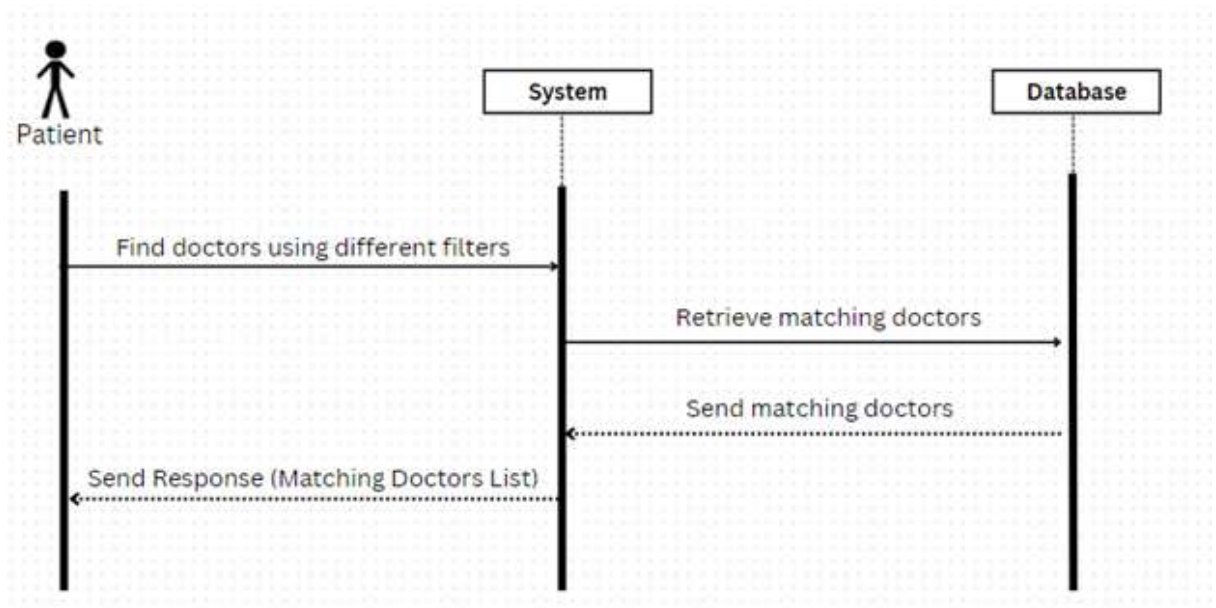 Patient
System
Database
Find doctors using different filters
Retrieve matching doctors
Send matching doctors
Send Response (Matching Doctors List)